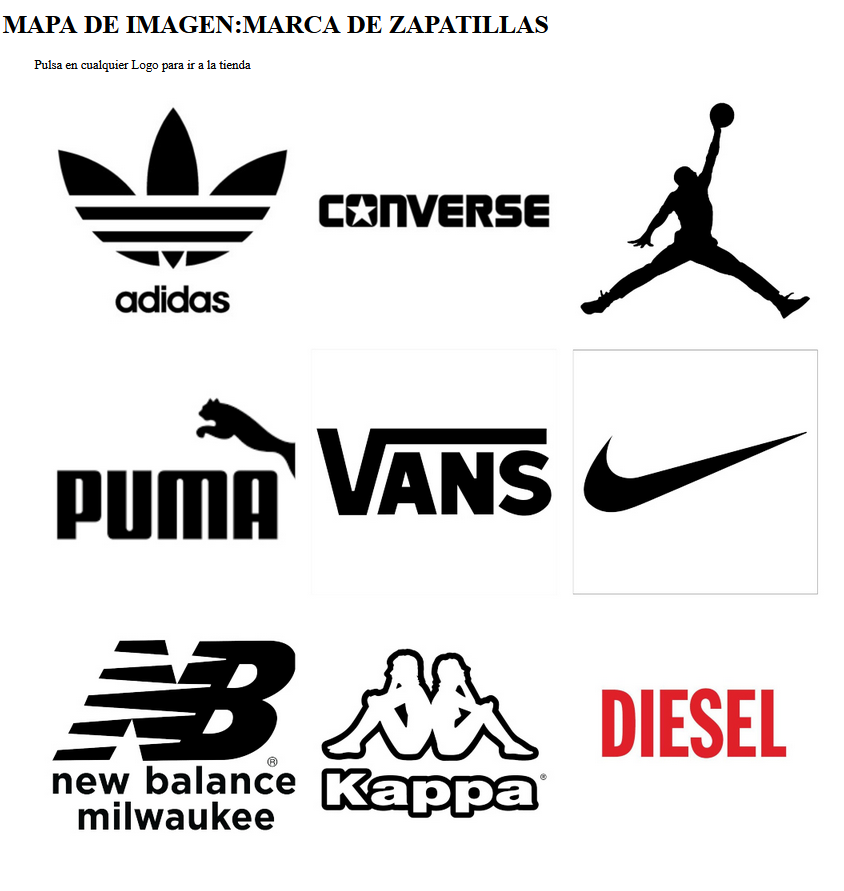 MAPA DE IMAGEN:MARCA DE ZAPATILLAS
Pulsa en cualquier Logo para ir a la tienda
adidas
CONVERSE
PUMA
VANS
NB
®
new balance
milwaukee
Kappa®
DIESEL